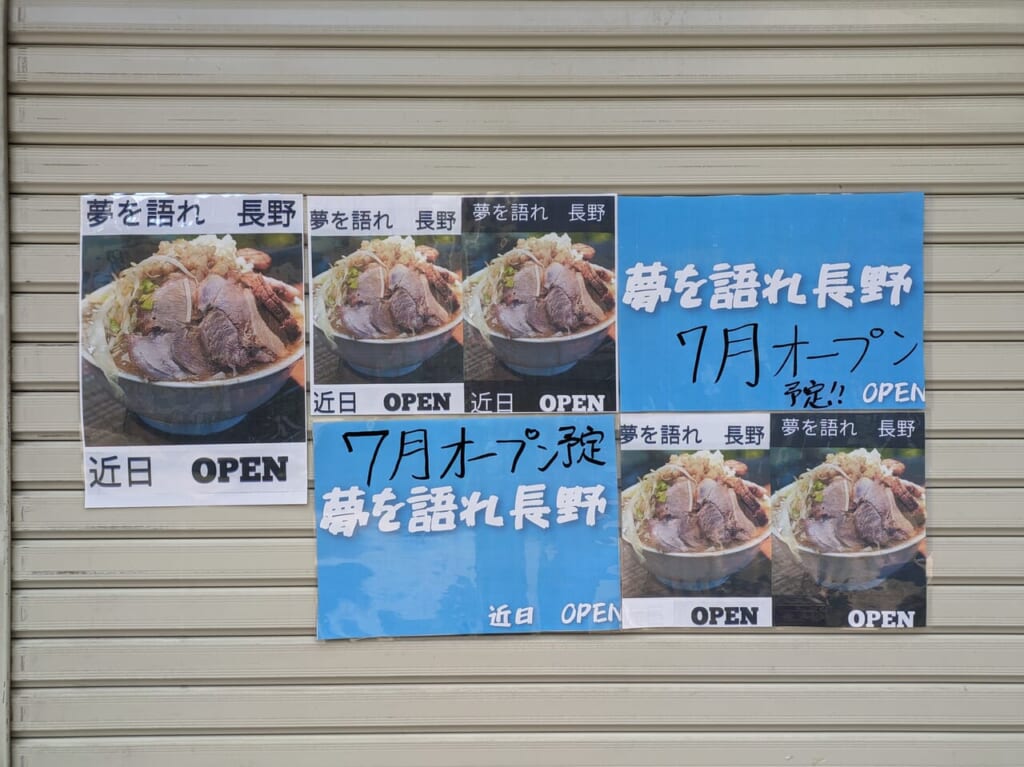 夢を語れ 長野
近日 OPEN
夢を語れ 長野
近日 OPEN
夢を語れ 長野
近日 OPEN
夢を語れ長野
7月オープン
予定!! OPEN
7月オープン予定
夢を語れ長野
近日 OPEN
夢を語れ 長野
OPEN
夢を語れ 長野
OPEN